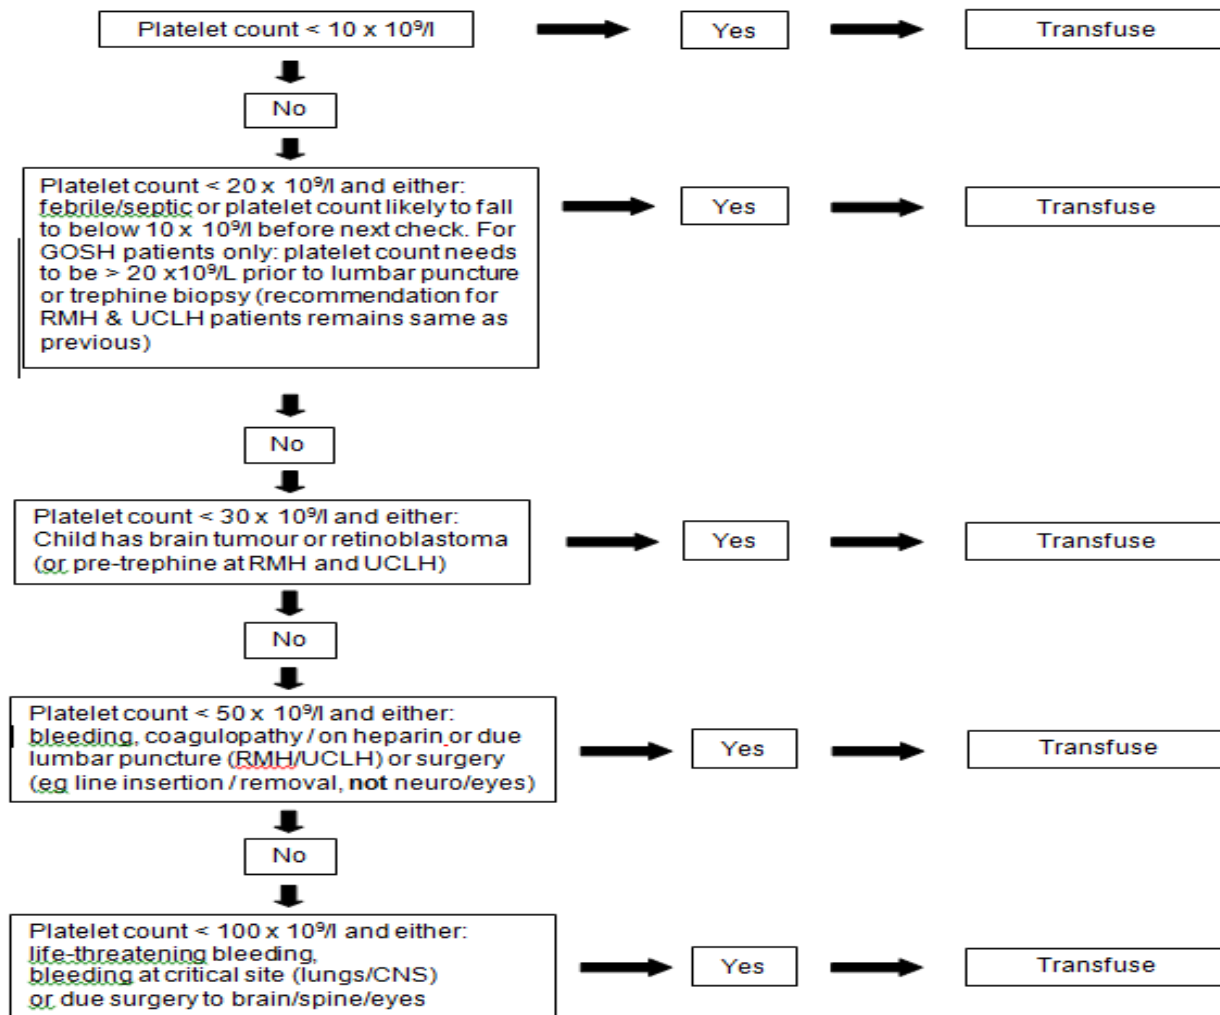 Platelet count < 10 x 10⁹/l
Yes
Transfuse
No
Platelet count < 20 x 10⁹/l and either:
febrile/septic or platelet count likely to fall
to below 10 x 10⁹/l before next check. For
GOSH patients only: platelet count needs
to be > 20 x10⁹/L prior to lumbar puncture
or trephine biopsy (recommendation for
RMH & UCLH patients remains same as
previous)
Yes
Transfuse
No
Platelet count < 30 x 10⁹/l and either:
Child has brain tumour or retinoblastoma
(or pre-trephine at RMH and UCLH)
Yes
Transfuse
No
Platelet count < 50 x 10⁹/l and either:
bleeding, coagulopathy / on heparin or due
lumbar puncture (RMH/UCLH) or surgery
(eg line insertion / removal, not neuro/eyes)
Yes
Transfuse
No
Platelet count < 100 x 10⁹/l and either:
life-threatening bleeding,
bleeding at critical site (lungs/CNS)
or due surgery to brain/spine/eyes
Yes
Transfuse